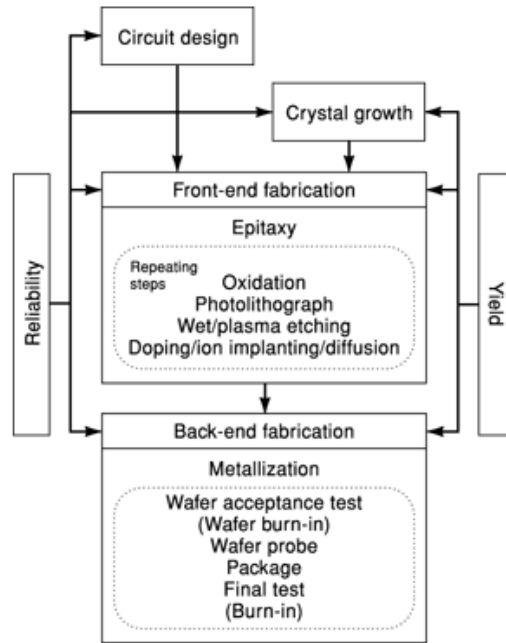 Circuit design
Crystal growth
Reliability
Yield
Front-end fabrication
Epitaxy
Repeating
steps
Oxidation
Photolithograph
Wet/plasma etching
Doping/ion implanting/diffusion
Back-end fabrication
Metallization
Wafer acceptance test
(Wafer burn-in)
Wafer probe
Package
Final test
(Burn-in)